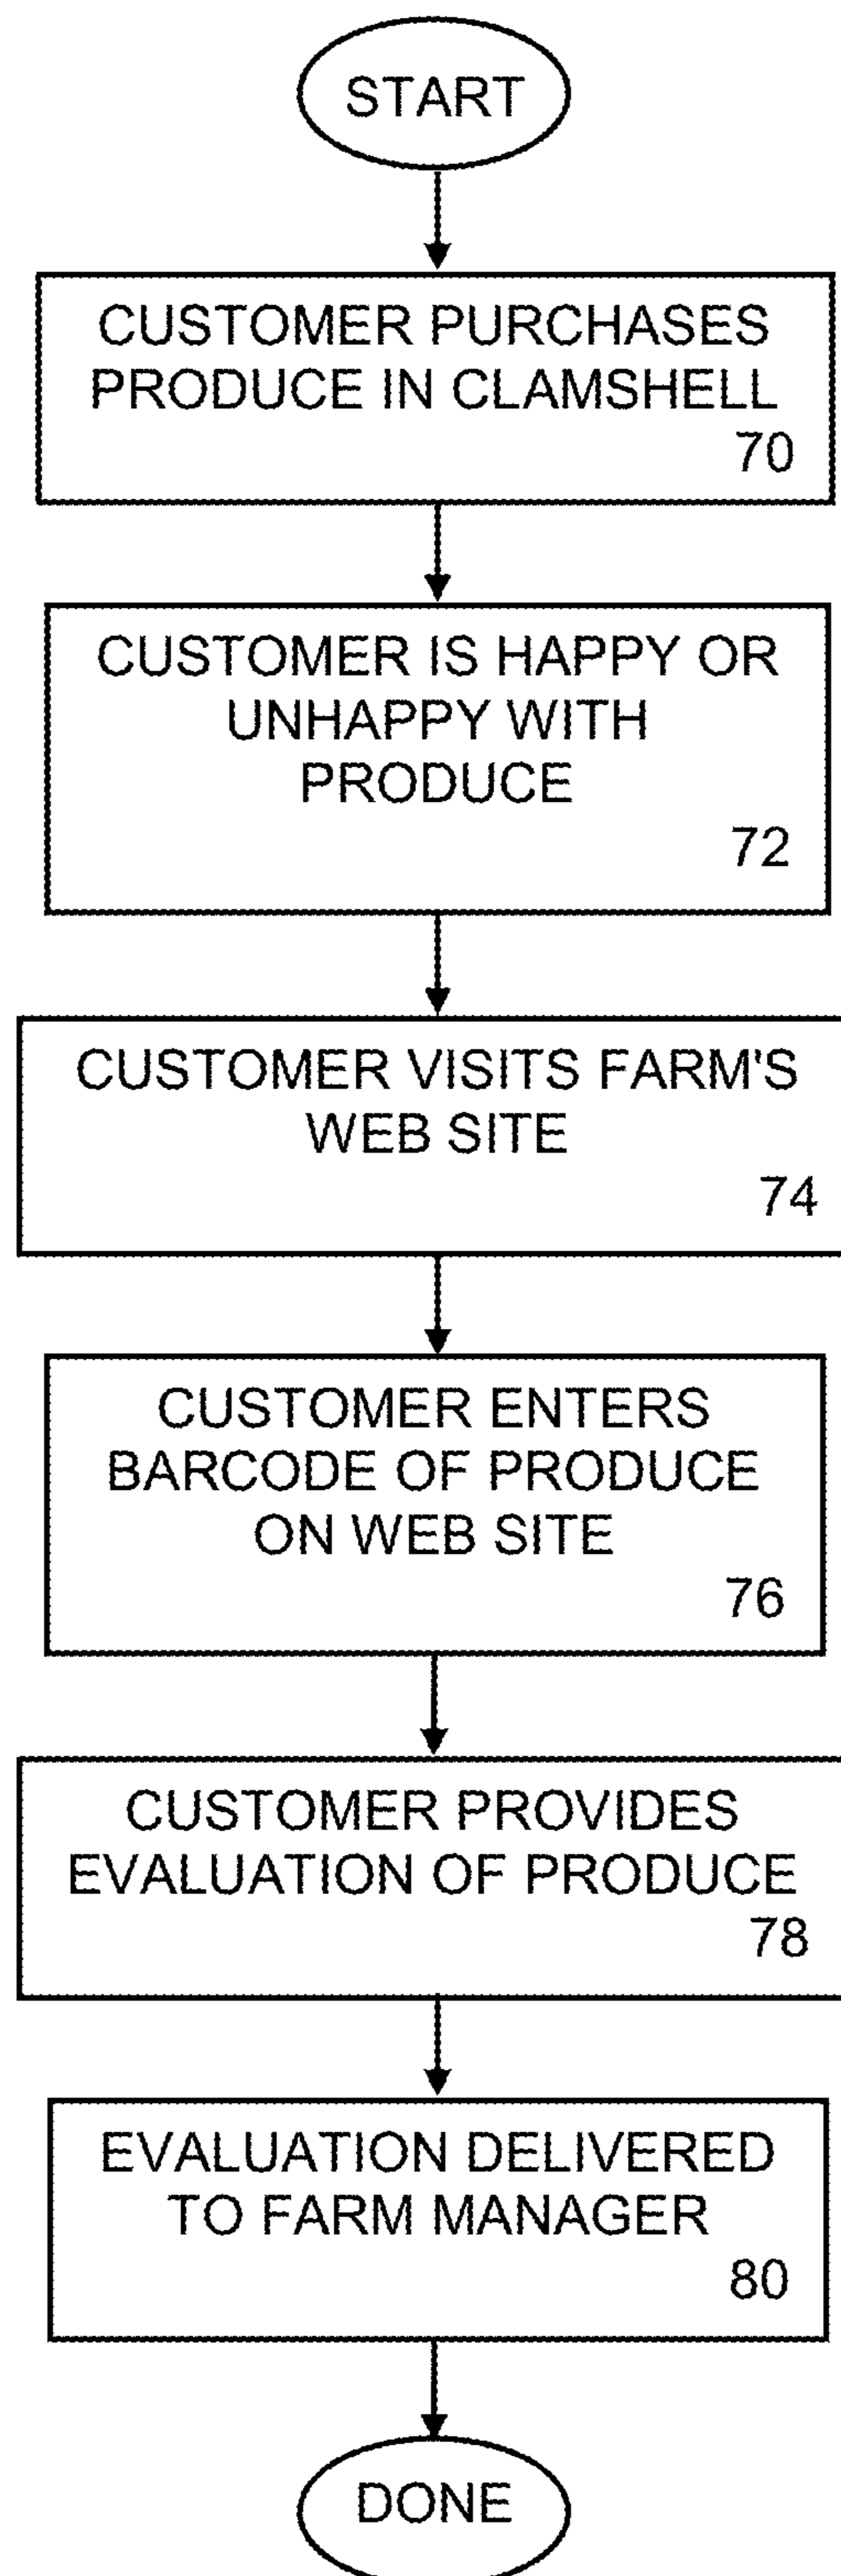 START
CUSTOMER PURCHASES
PRODUCE IN CLAMSHELL
70
CUSTOMER IS HAPPY OR
UNHAPPY WITH
PRODUCE
72
CUSTOMER VISITS FARM'S
WEB SITE
74
CUSTOMER ENTERS
BARCODE OF PRODUCE
ON WEB SITE
76
CUSTOMER PROVIDES
EVALUATION OF PRODUCE
78
EVALUATION DELIVERED
TO FARM MANAGER
80
DONE